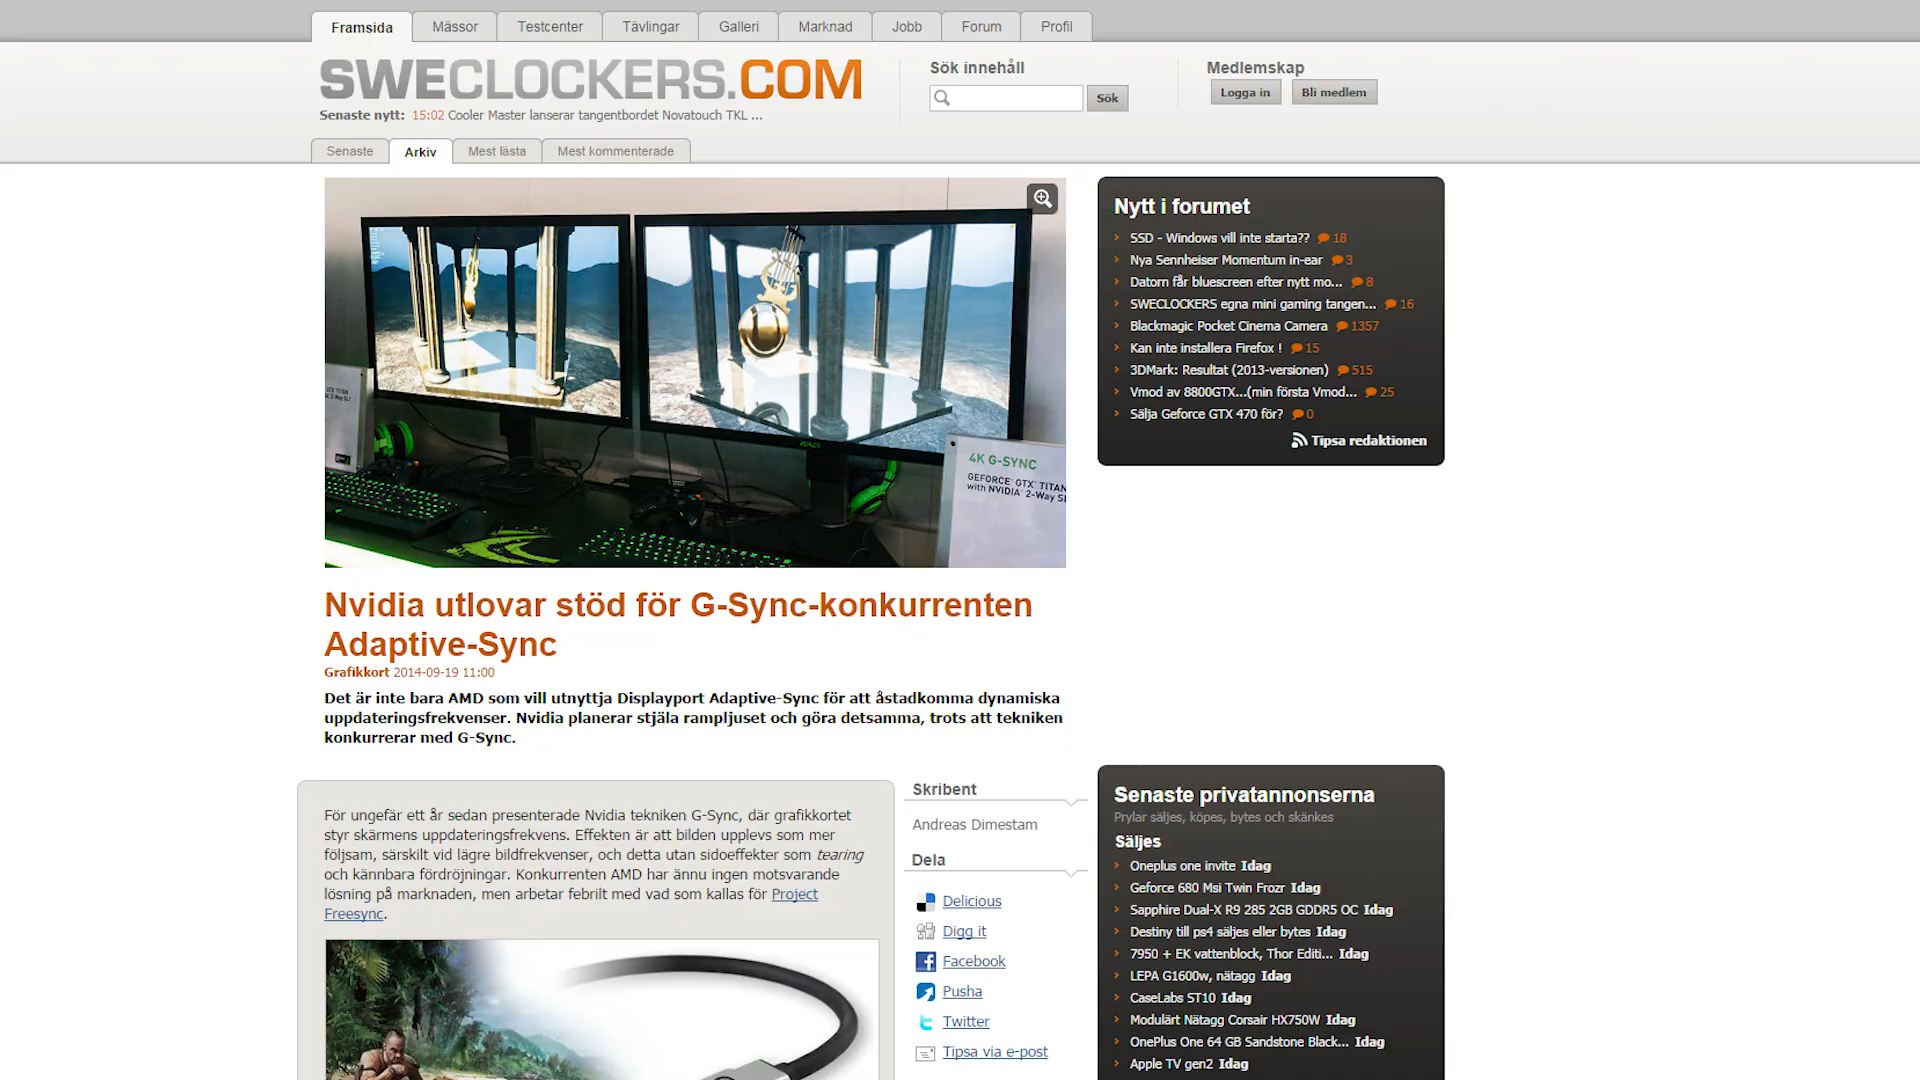 Framsida
Mässor
Testcenter
Tävlingar
Galleri
Marknad
Jobb
Forum
Profil
SWECLOCKERS.COM
Senaste nytt: 15:02 Cooler Master lanserar tangentbordet Novatouch TKL ...
Sök innehåll
Sök
Medlemskap
Logga in
Bli medlem
Senaste
Arkiv
Mest lästa
Mest kommenterade
4K G-SYNC
GEFORCE GTX TITAN
with NVIDIA 2-Way
Nvidia utlovar stöd för G-Sync-konkurrenten
Adaptive-Sync
Grafikkort 2014-09-19 11:00
Det är inte bara AMD som vill utnyttja Displayport Adaptive-Sync för att åstadkomma dynamiska
uppdateringsfrekvenser. Nvidia planerar stjäla rampljuset och göra detsamma, trots att tekniken
konkurrerar med G-Sync.
För ungefär ett år sedan presenterade Nvidia tekniken G-Sync, där grafikkortet
styr skärmens uppdateringsfrekvens. Effekten är att bilden upplevs som mer
följsam, särskilt vid lägre bildfrekvenser, och detta utan sidoeffekter som tearing
och kännbara fördröjningar. Konkurrenten AMD har ännu ingen motsvarande
lösning på marknaden, men arbetar febrilt med vad som kallas för Project
Freesync.
Skribent
Andreas Dimestam
Dela
Delicious
Digg it
Facebook
Pusha
Twitter
Tipsa via e-post
Nytt i forumet
SSD - Windows vill inte starta?? 18
Nya Sennheiser Momentum in-ear 3
Datorn får bluescreen efter nytt mo... 8
SWECLOCKERS egna mini gaming tangen... 16
Blackmagic Pocket Cinema Camera 1357
Kan inte installera Firefox ! 15
3DMark: Resultat (2013-versionen) 515
Vmod av 8800GTX...(min första Vmod... 25
Sälja Geforce GTX 470 för? 0
Tipsa redaktionen
Senaste privatannonserna
Prylar säljes, köpes, bytes och skänkes
Säljes
Oneplus one invite Idag
Geforce 680 Msi Twin Frozr Idag
Sapphire Dual-X R9 285 2GB GDDR5 OC Idag
Destiny till ps4 säljes eller bytes Idag
7950 + EK vattenblock, Thor Editi... Idag
LEPA G1600w, nätagg Idag
CaseLabs ST10 Idag
Modulärt Nätagg Corsair HX750W Idag
OnePlus One 64 GB Sandstone Black... Idag
Apple TV gen2 Idag